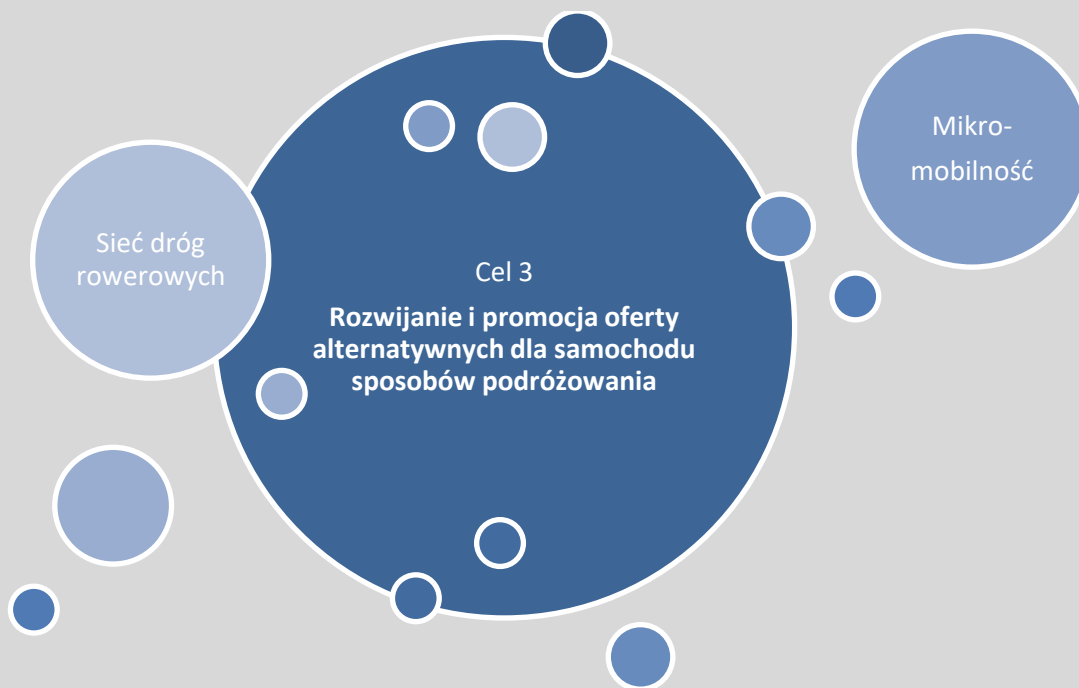 Mikro-
mobilność
Sieć dróg
rowerowych
Cel 3
Rozwijanie i promocja oferty
alternatywnych dla samochodu
sposobów podróżowania